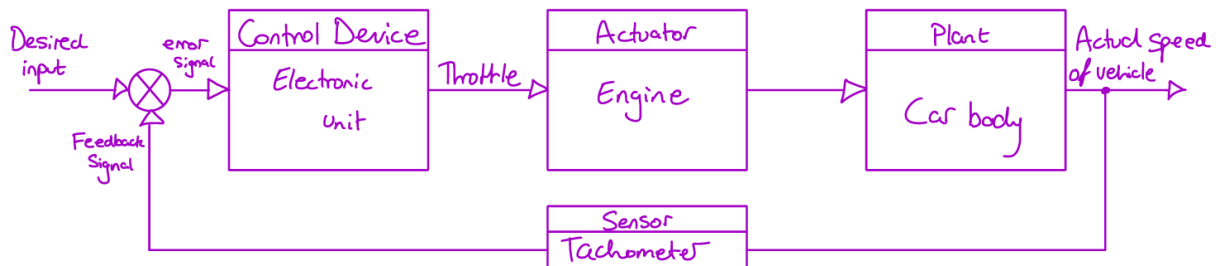 Desired
input
error
Signal
Feedback
Signal
Control Device
Electronic
unit
Throttle
Actuator
Engine
Plant
Car body
Actual speed
of vehicle
Sensor
Tachometer